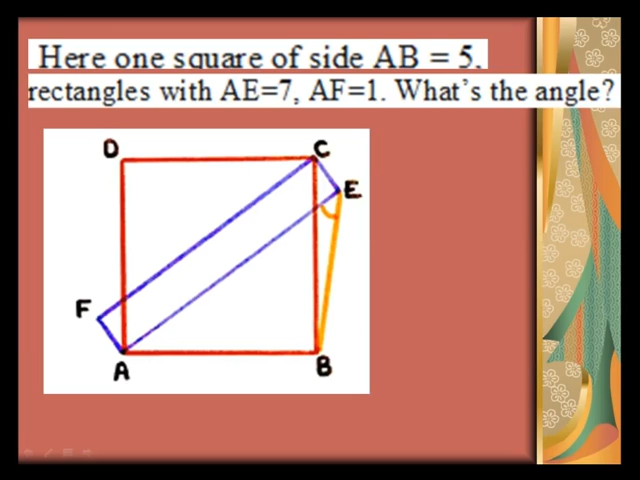 Here one square of side AB = 5,
rectangles with AE=7, AF=1. What's the angle?
D
C
E
F
A
B